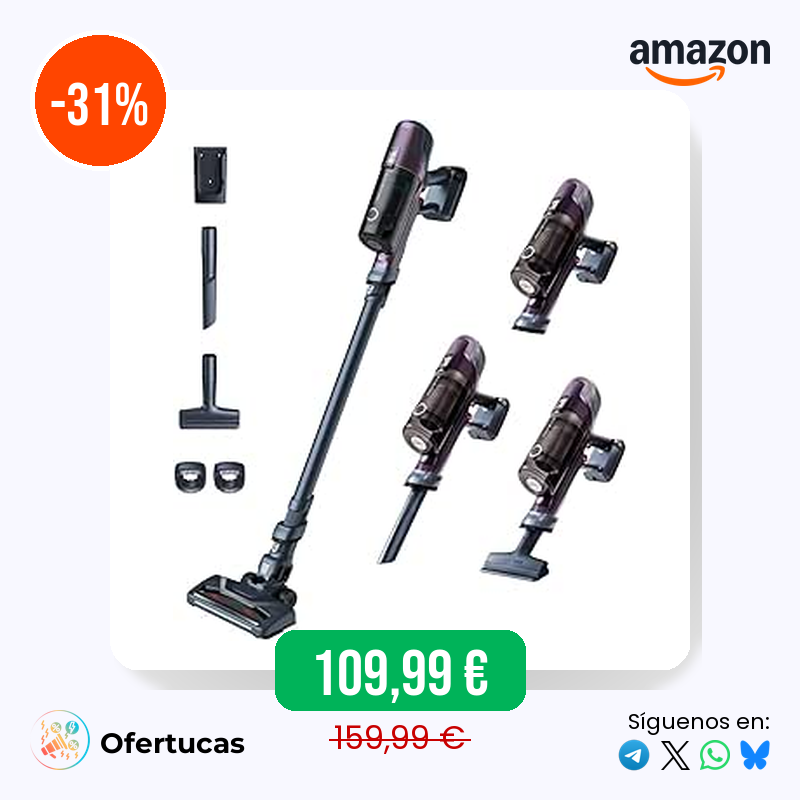 -31%
amazon
109,99 €
159,99 €
Ofertucas
Síguenos en: